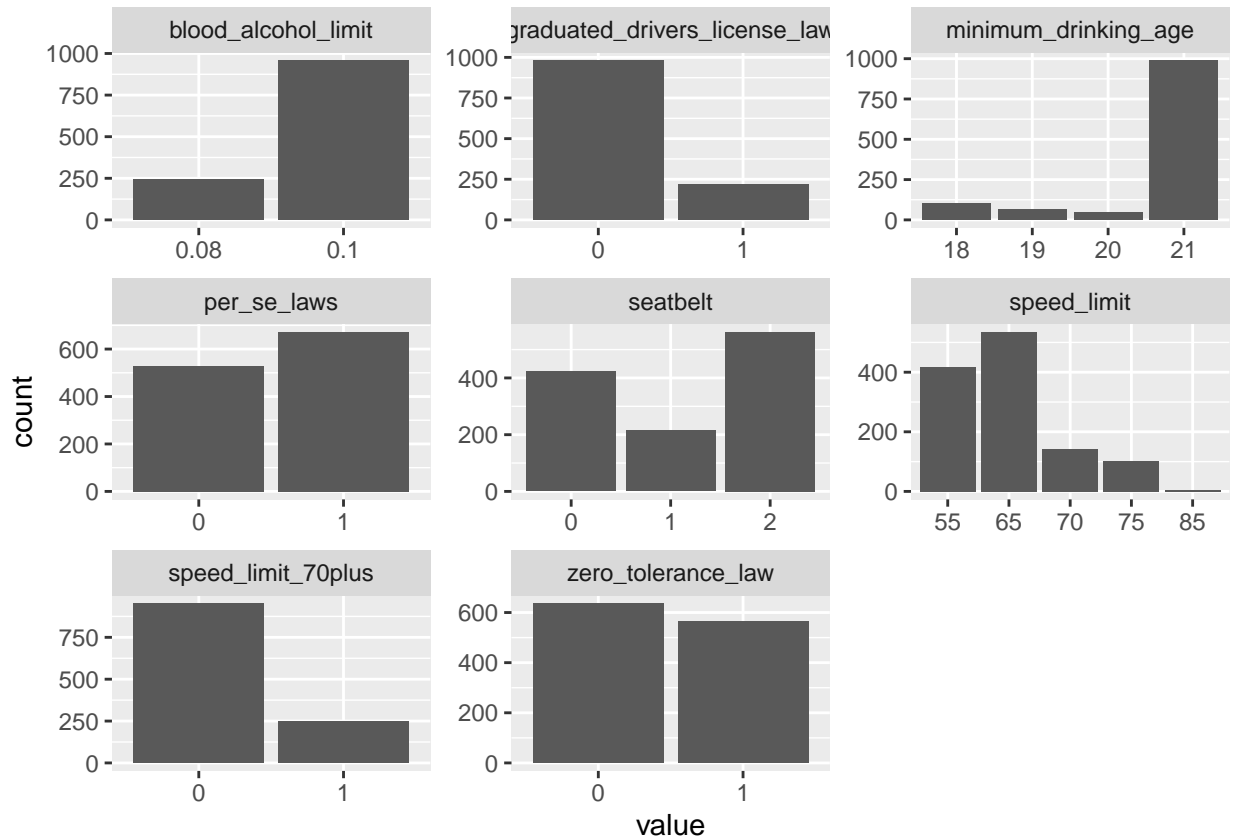 blood_alcohol_limit
graduated_drivers_license_law
minimum_drinking_age
1000
750
500
250
0
0.08 0.1
1000
750
500
250
0
0 1
1000
750
500
250
0
18 19 20 21
per_se_laws
seatbelt
speed_limit
600
400
200
0
0 1
400
200
0
0 1 2
400
200
0
55 65 70 75 85
speed_limit_70plus
zero_tolerance_law
750
500
250
0
0 1
600
400
200
0
0 1
count
value